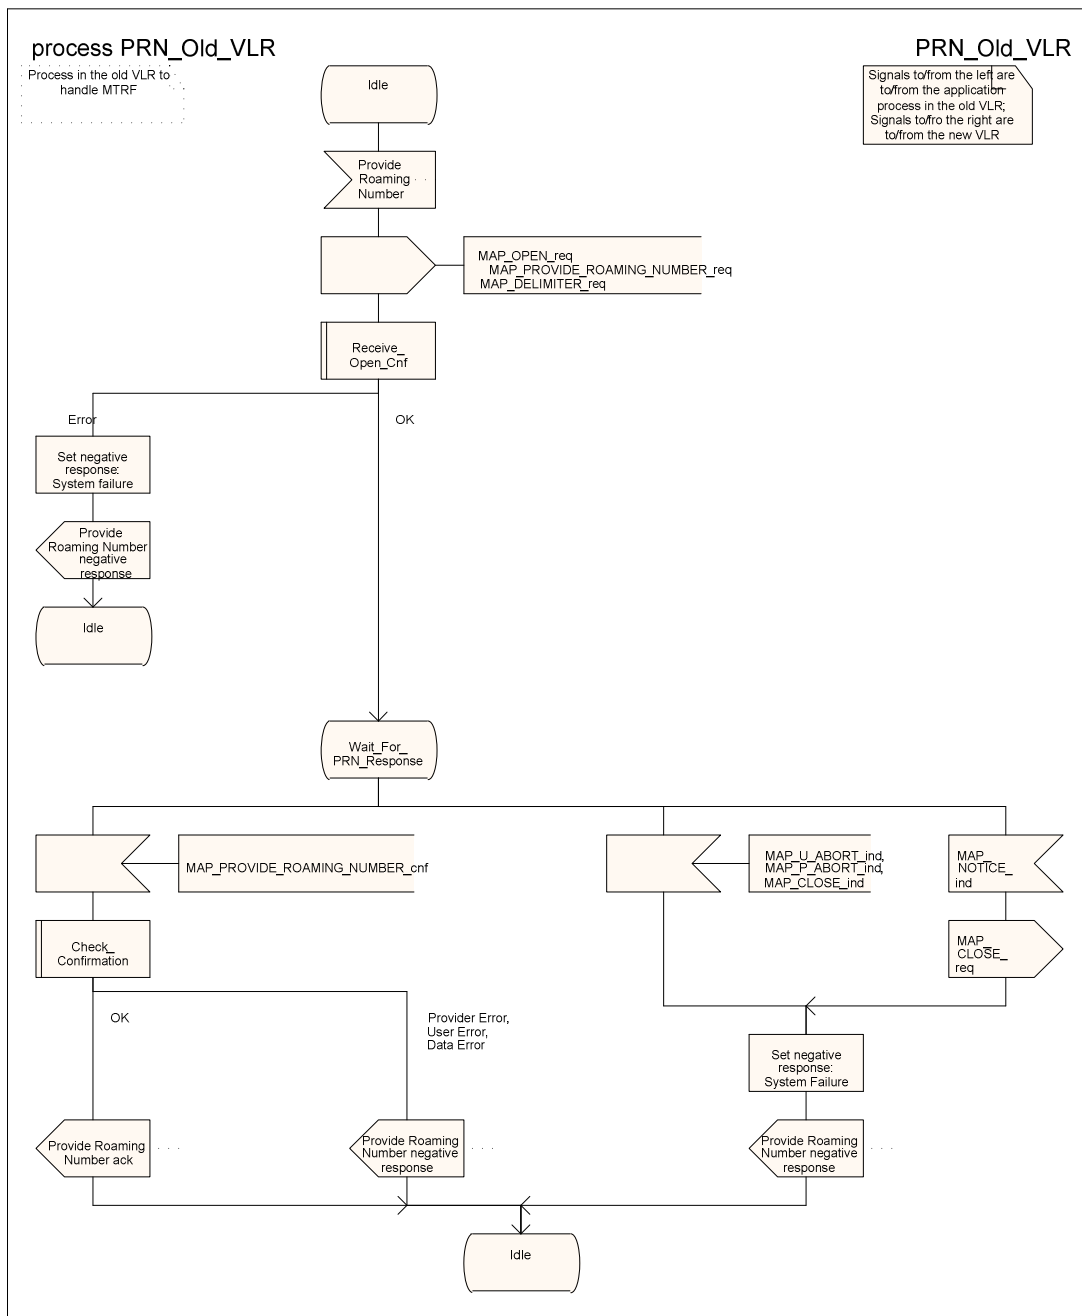 process PRN_Old_VLR
PRN_Old_VLR
Process in the old VLR to
handle MTRF
Signals to/from the left are
to/from the application
process in the old VLR;
Signals to/fro the right are
to/from the new VLR
Idle
Provide
Roaming
Number
MAP_OPEN_req
MAP_PROVIDE_ROAMING_NUMBER_req
MAP_DELIMITER_req
Receive_
Open_Cnf
Error
OK
Set negative
response:
System failure
Provide
Roaming Number
negative
response
Idle
Wait_For_
PRN_Response
MAP_PROVIDE_ROAMING_NUMBER_cnf
MAP_U_ABORT_ind,
MAP_P_ABORT_ind,
MAP_CLOSE_ind
MAP_
NOTICE_
ind
Check_
Confirmation
MAP_
CLOSE_
req
OK
Provider Error,
User Error,
Data Error
Set negative
response:
System Failure
Provide Roaming
Number ack
Provide Roaming
Number negative
response
Provide Roaming
Number negative
response
Idle